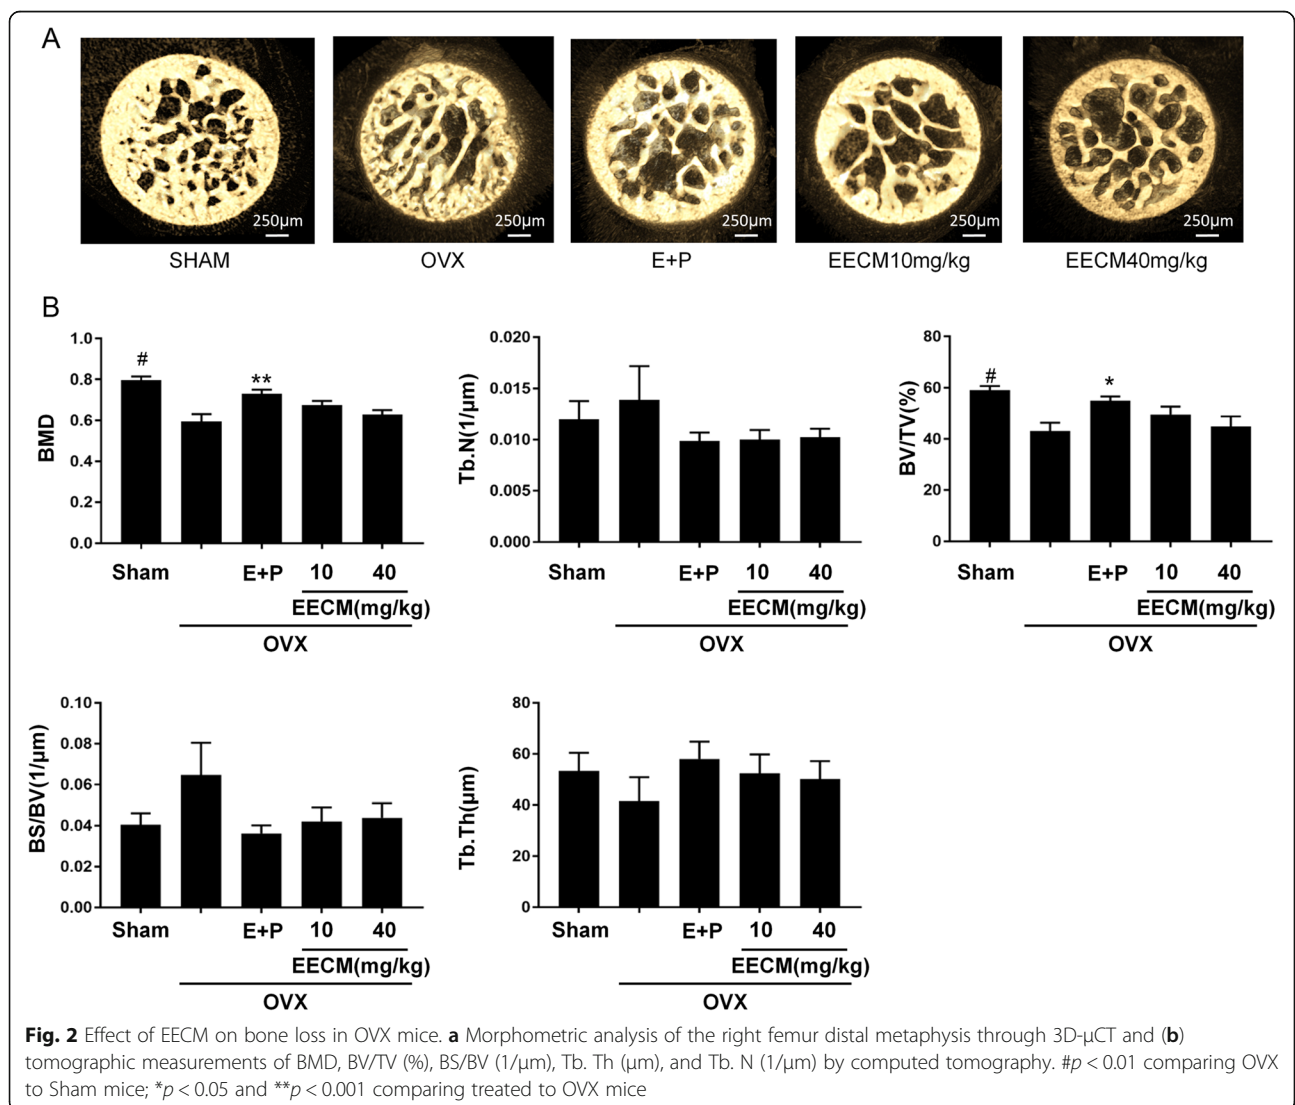 A
250µm 250µm 250µm 250µm 250µm
SHAM OVX E+P EECM10mg/kg EECM40mg/kg
B
BMD
1.0
0.8
0.6
0.4
0.2
0.0
#
**
Sham E+P 10 40
EECM(mg/kg)
OVX
Tb.N(1/µm)
0.020
0.015
0.010
0.005
0.000
Sham E+P 10 40
EECM(mg/kg)
OVX
BV/TV(%)
80
60
40
20
0
#
*
Sham E+P 10 40
EECM(mg/kg)
OVX
BS/BV(1/µm)
0.10
0.08
0.06
0.04
0.02
0.00
Sham E+P 10 40
EECM(mg/kg)
OVX
Tb.Th(µm)
80
60
40
20
0
Sham E+P 10 40
EECM(mg/kg)
OVX
Fig. 2 Effect of EECM on bone loss in OVX mice. a Morphometric analysis of the right femur distal metaphysis through 3D-µCT and (b)
tomographic measurements of BMD, BV/TV (%), BS/BV (1/µm), Tb. Th (µm), and Tb. N (1/µm) by computed tomography. #p < 0.01 comparing OVX
to Sham mice; *p < 0.05 and **p < 0.001 comparing treated to OVX mice